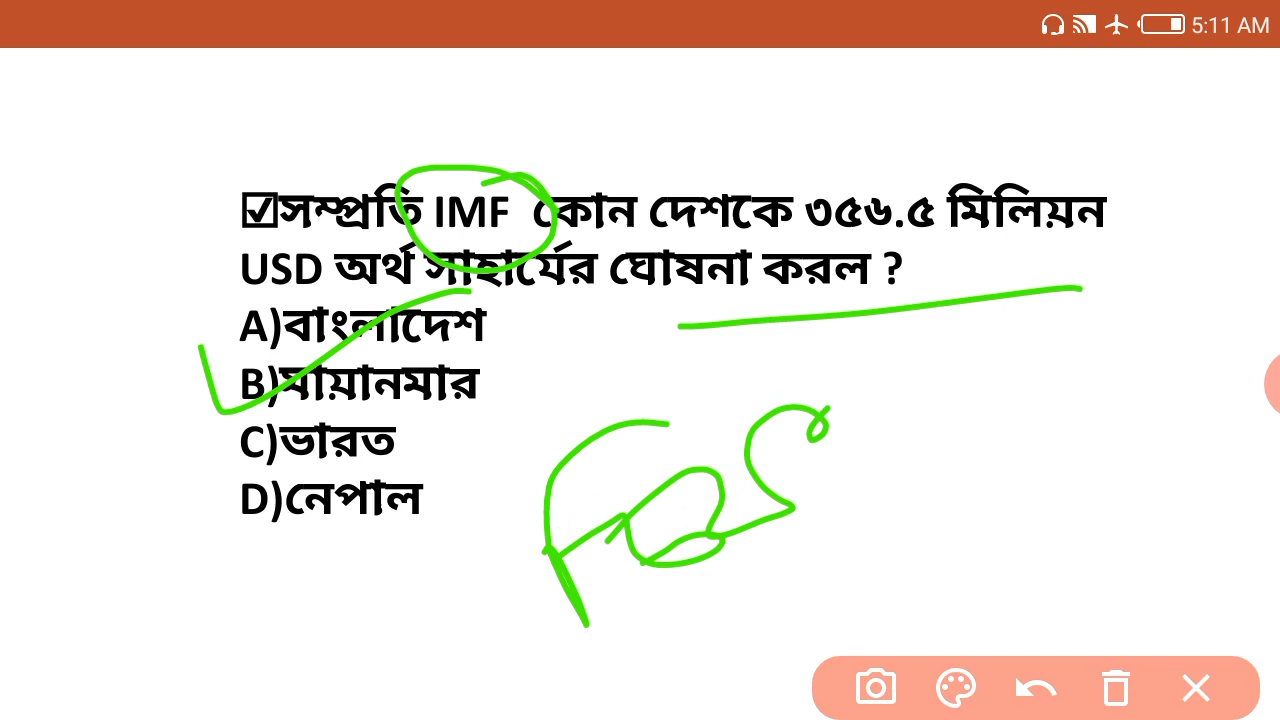 5:11 AM
☑সম্প্রতি IMF কোন দেশকে ৩৫৬.৫ মিলিয়ন
USD অর্থ সাহার্যের ঘোষনা করল ?
A)বাংলাদেশ
B)মায়ানমার
C)ভারত
D)নেপাল